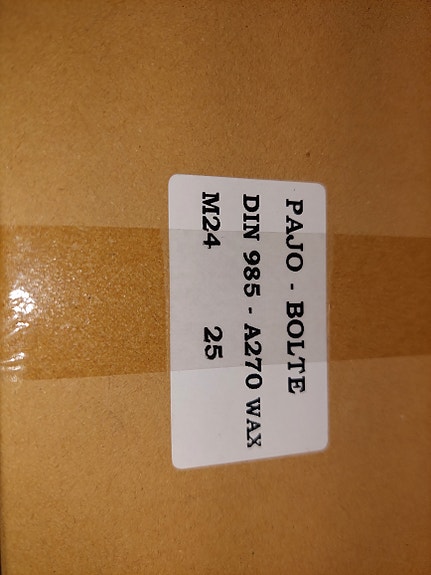 PAJO - BOLTE
DIN 985 - A270 WAX
M24 25